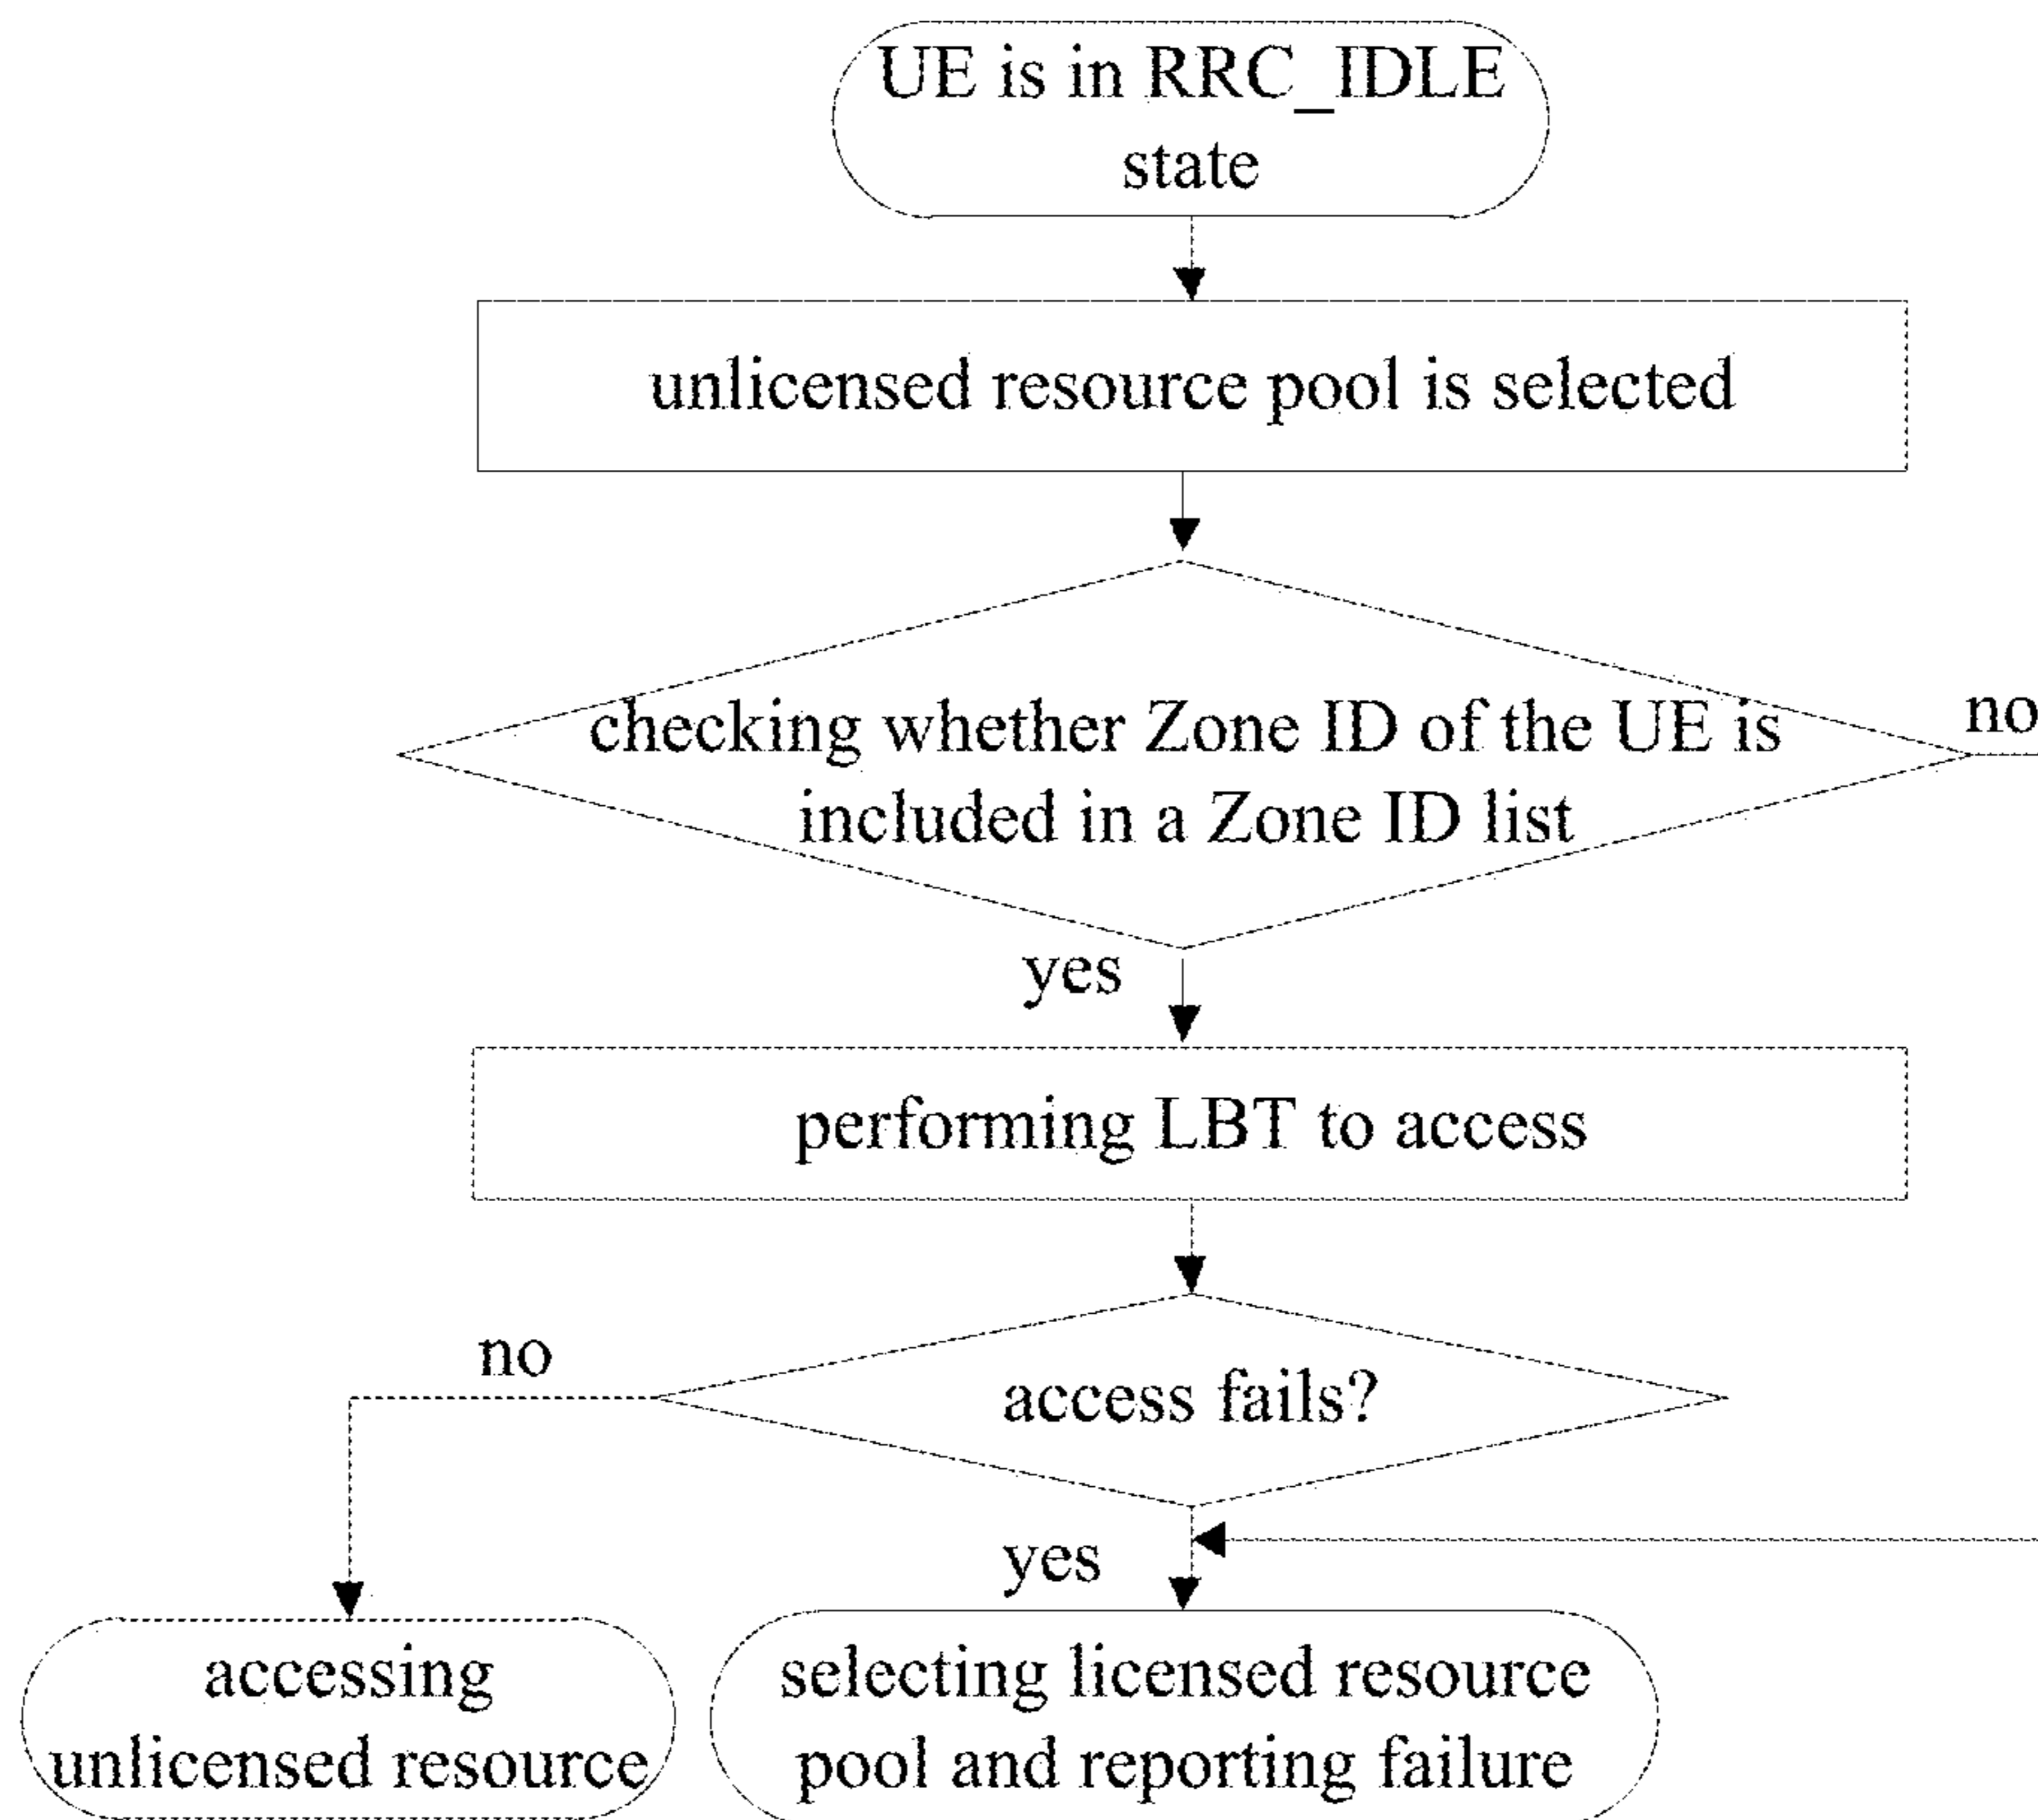 UE is in RRC_IDLE
state
unlicensed resource pool is selected
checking whether Zone ID of the UE is
included in a Zone ID list
no
yes
performing LBT to access
no
access fails?
yes
accessing
unlicensed resource
selecting licensed resource
pool and reporting failure